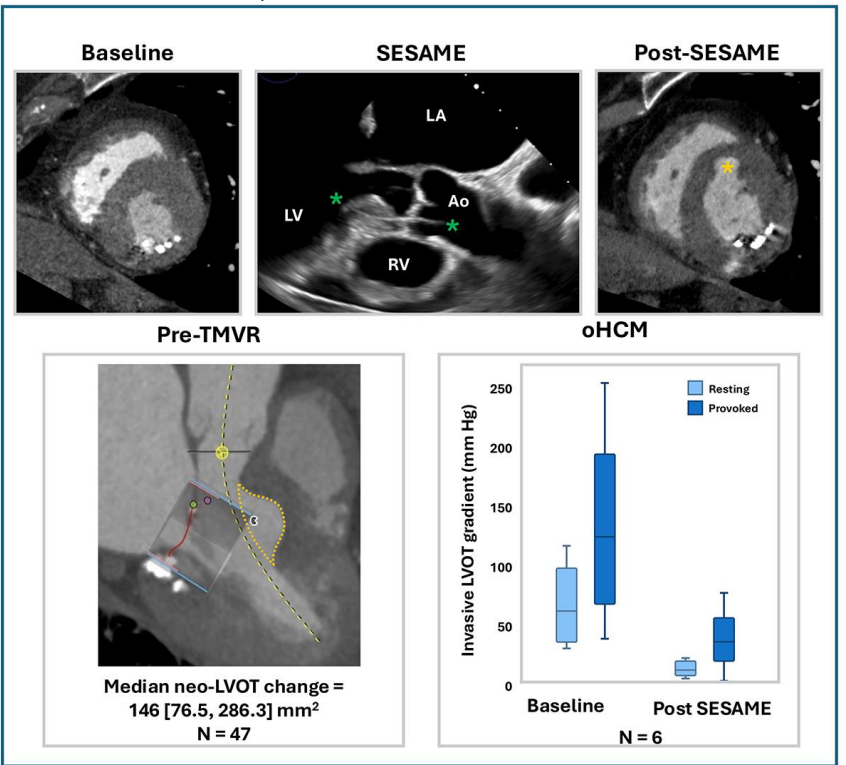 Baseline
SESAME
Post-SESAME
LA
*
LV
Ao
*
RV
*
Pre-TMVR
oHCM
Median neo-LVOT change =
146 [76.5, 286.3] mm²
N = 47
Invasive LVOT gradient (mm Hg)
250
200
150
100
50
0
Resting
Provoked
Baseline
Post SESAME
N = 6